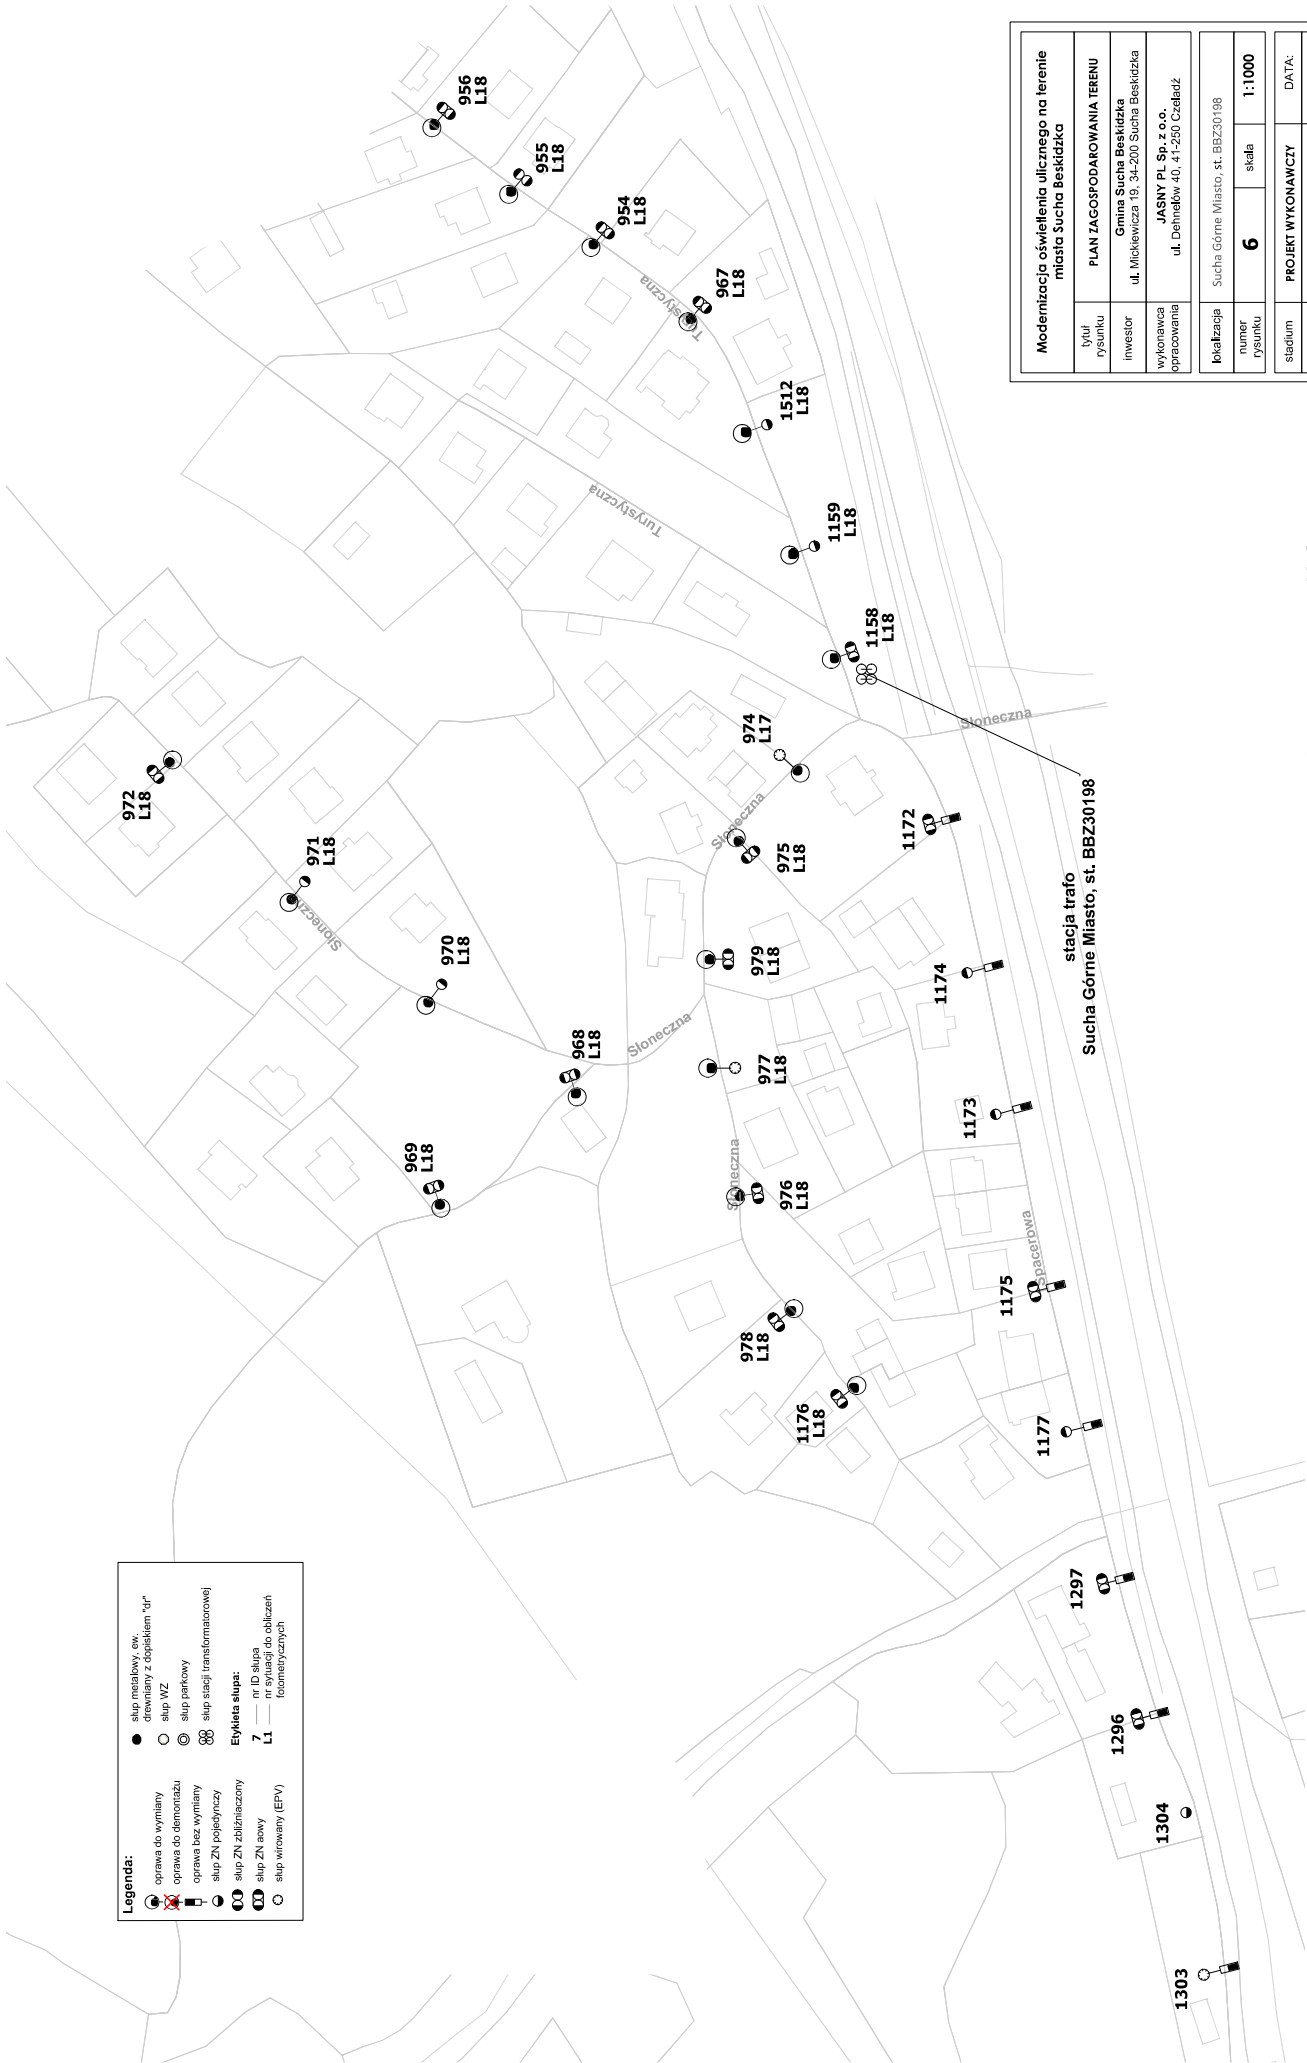 Modernizacja oświetlenia ulicznego na terenie
miasta Sucha Beskidzka
tytuł
rysunku
PLAN ZAGOSPODAROWANIA TERENU
inwestor
Gmina Sucha Beskidzka
ul. Mickiewicza 19, 34-200 Sucha Beskidzka
wykonawca
opracowania
JASNY PL Sp. z o.o.
ul. Dehnelów 40, 41-250 Czeladź
lokalizacja
Sucha Górne Miasto, st. BBZ30198
numer
rysunku
6
skala
1:1000
stadium
PROJEKT WYKONAWCZY
DATA:
Legenda:
oprawa do wymiany
oprawa do demontażu
oprawa bez wymiany
słup ZN pojedynczy
słup ZN zbliźniaczony
słup ZN aowy
słup wirowany (EPV)
słup metalowy, ew.
drewniany z dopiskiem "dr"
słup WZ
słup parkowy
słup stacji transformatorowej
Etykieta słupa:
7
nr ID słupa
L1
nr sytuacji do obliczeń
fotometrycznych
956
L18
955
L18
954
L18
967
L18
Turystyczna
1512
L18
Turystyczna
1159
L18
1158
L18
974
L17
Słoneczna
972
L18
971
L18
Słoneczna
970
L18
975
L18
Słoneczna
979
L18
968
L18
Słoneczna
977
L18
969
L18
976
L18
Słoneczna
978
L18
1176
L18
1172
1174
1173
1175
Spacerowa
1177
1297
1296
1304
1303
stacja trafo
Sucha Górne Miasto, st. BBZ30198